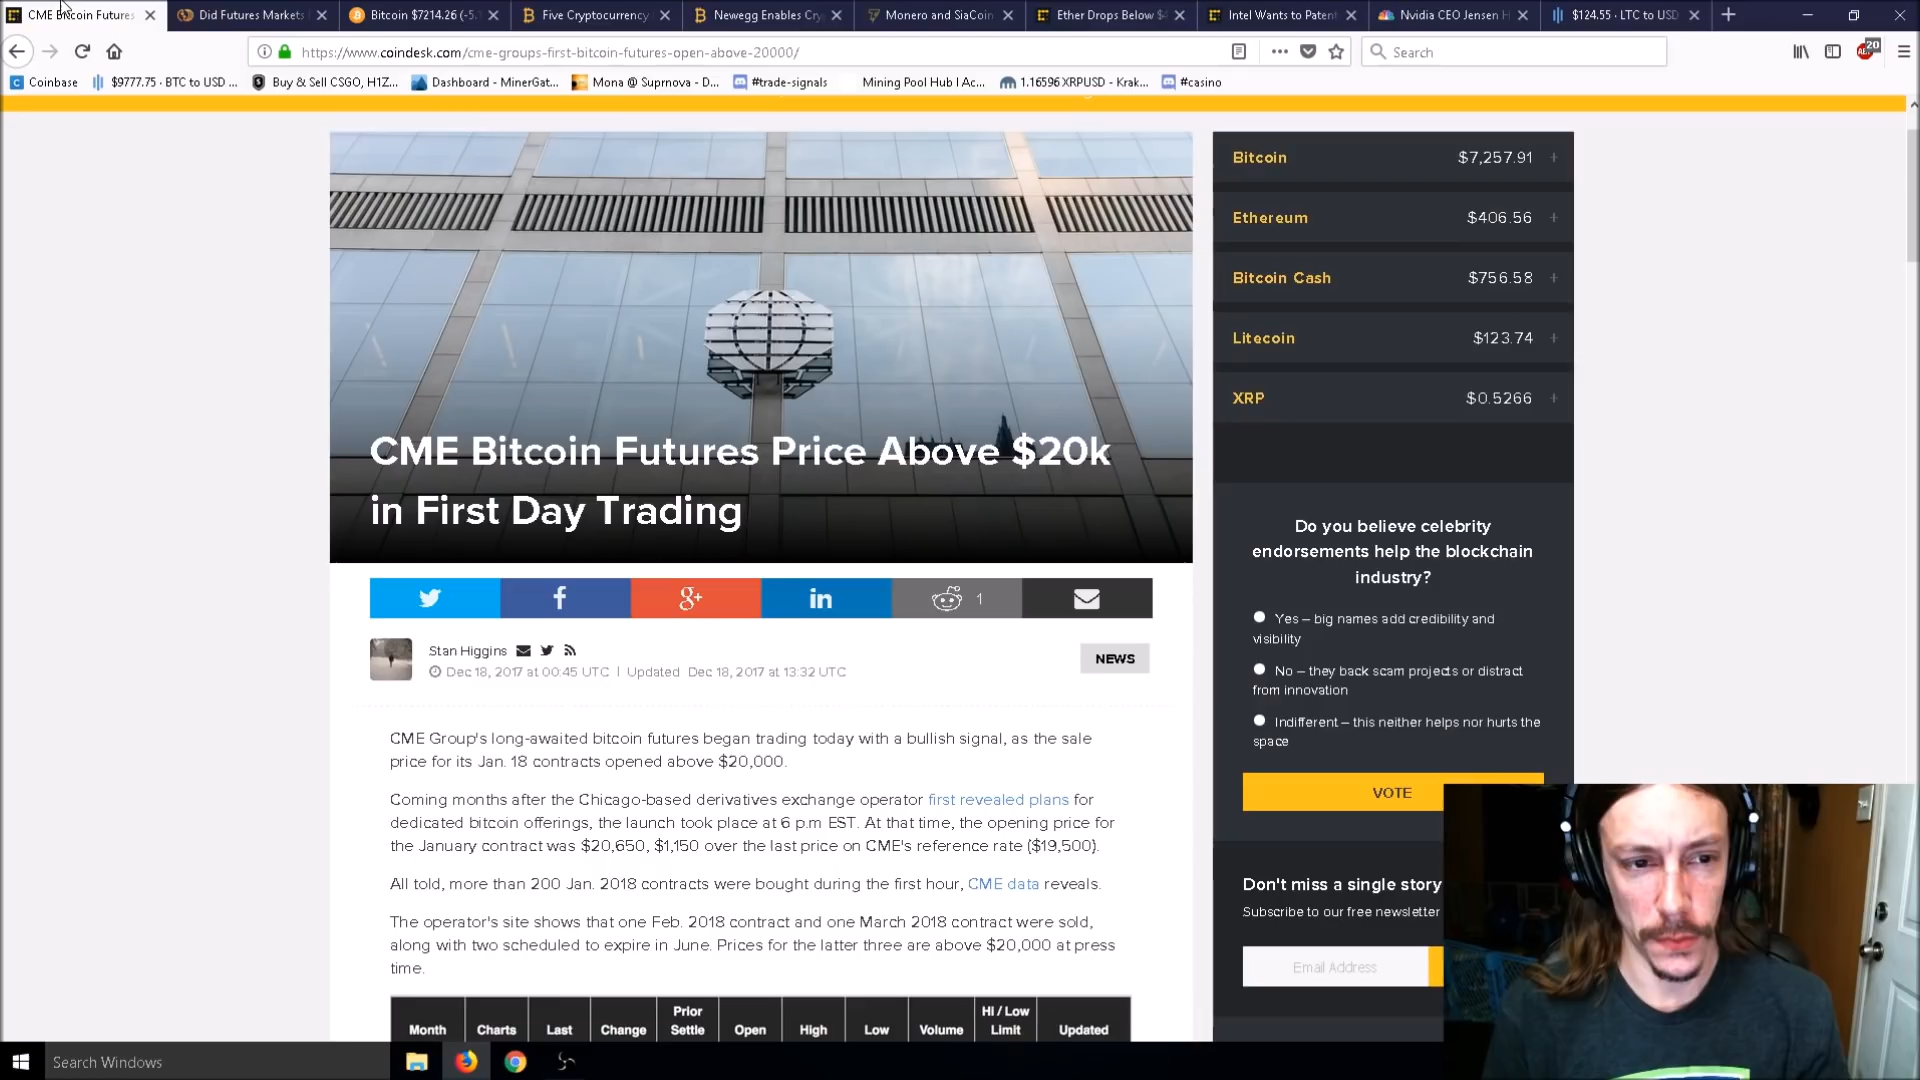 CME Bitcoin Futures
Did Futures Markets
Bitcoin $7214.26 (-5.
Five Cryptocurrency
Newegg Enables Cry
Monero and SiaCoin
Ether Drops Below $
Intel Wants to Patent
Nvidia CEO Jensen H
$124.55 · LTC to USD
https://www.coindesk.com/cme-groups-first-bitcoin-futures-open-above-20000/
Search
20
Coinbase
$9777.75 · BTC to USD ...
Buy & Sell CSGO, H1Z...
Dashboard - MinerGat...
Mona @ Suprnova - D...
#trade-signals
Mining Pool Hub | Ac...
1.16596 XRPUSD - Krak...
#casino
CME Bitcoin Futures Price Above $20k
in First Day Trading
1
Stan Higgins
Dec 18, 2017 at 00:45 UTC | Updated Dec 18, 2017 at 13:32 UTC
NEWS
CME Group's long-awaited bitcoin futures began trading today with a bullish signal, as the sale
price for its Jan. 18 contracts opened above $20,000.
Coming months after the Chicago-based derivatives exchange operator first revealed plans for
dedicated bitcoin offerings, the launch took place at 6 p.m EST. At that time, the opening price for
the January contract was $20,650, $1,150 over the last price on CME's reference rate ($19,500).
All told, more than 200 Jan. 2018 contracts were bought during the first hour, CME data reveals.
The operator's site shows that one Feb. 2018 contract and one March 2018 contract were sold,
along with two scheduled to expire in June. Prices for the latter three are above $20,000 at press
time.
Month Charts Last Change Prior Settle Open High Low Volume Hi / Low Limit Updated
Bitcoin $7,257.91 +
Ethereum $406.56 +
Bitcoin Cash $756.58 +
Litecoin $123.74 +
XRP $0.5266 +
Do you believe celebrity
endorsements help the blockchain
industry?
Yes – big names add credibility and
visibility
No – they back scam projects or distract
from innovation
Indifferent – this neither helps nor hurts the
space
VOTE
Don't miss a single story
Subscribe to our free newsletter
Email Address
Search Windows